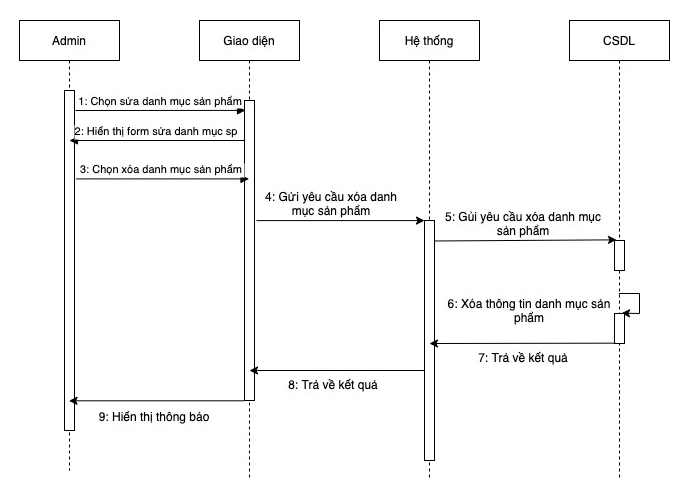 Admin
Giao diện
Hệ thống
CSDL
1: Chọn sửa danh mục sản phẩm
2: Hiển thị form sửa danh mục sp
3: Chọn xóa danh mục sản phẩm
4: Gửi yêu cầu xóa danh
mục sản phẩm
5: Gủi yêu cầu xóa danh mục
sản phẩm
6: Xóa thông tin danh mục sản
phẩm
7: Trả về kết quả
8: Trả về kết quả
9: Hiển thị thông báo